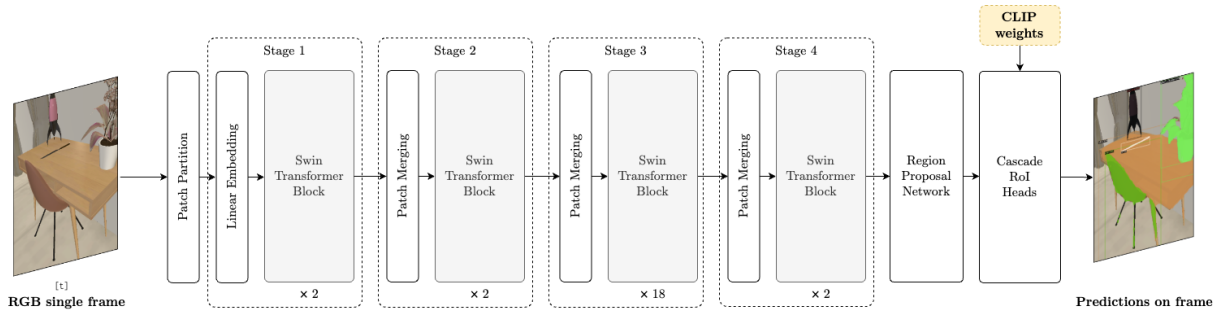 CLIP
weights
Stage 1
Stage 2
Stage 3
Stage 4
Patch Partition
Linear Embedding
Swin
Transformer
Block
Patch Merging
Swin
Transformer
Block
Patch Merging
Swin
Transformer
Block
Patch Merging
Swin
Transformer
Block
Region
Proposal
Network
Cascade
RoI
Heads
× 2
× 2
× 18
× 2
[t]
RGB single frame
Predictions on frame